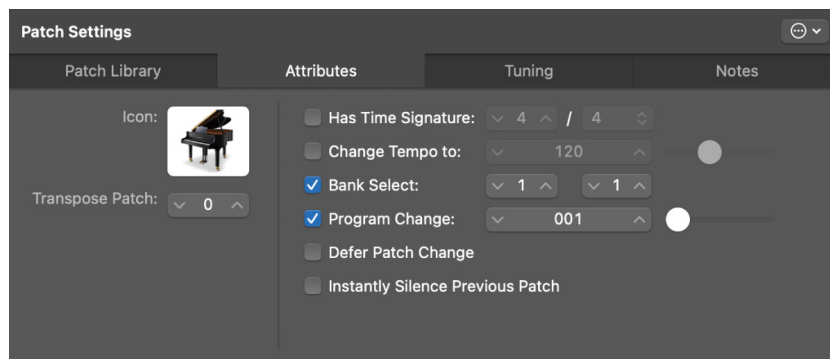 Patch Settings
Patch Library
Attributes
Tuning
Notes
Icon:
Transpose Patch: 0
Has Time Signature: 4 / 4
Change Tempo to: 120
Bank Select: 1 1
Program Change: 001
Defer Patch Change
Instantly Silence Previous Patch